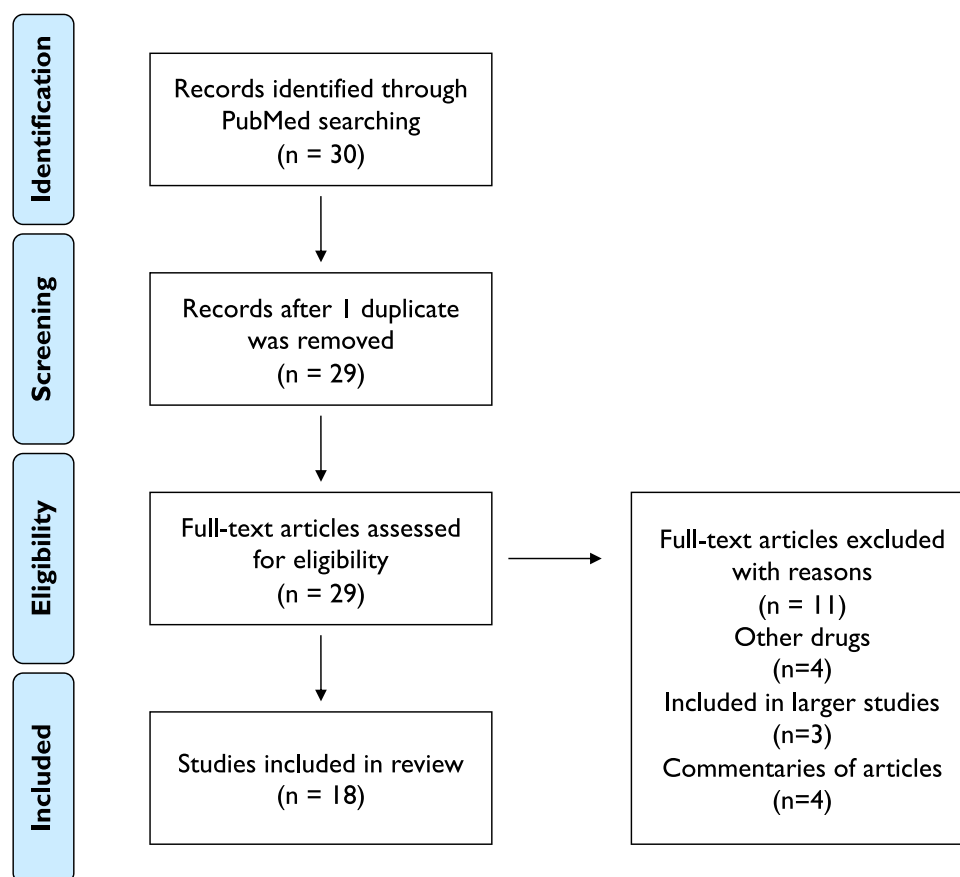 Identification
Records identified through
PubMed searching
(n = 30)
Screening
Records after 1 duplicate
was removed
(n = 29)
Eligibility
Full-text articles assessed
for eligibility
(n = 29)
Full-text articles excluded
with reasons
(n = 11)
Other drugs
(n=4)
Included in larger studies
(n=3)
Commentaries of articles
(n=4)
Included
Studies included in review
(n = 18)